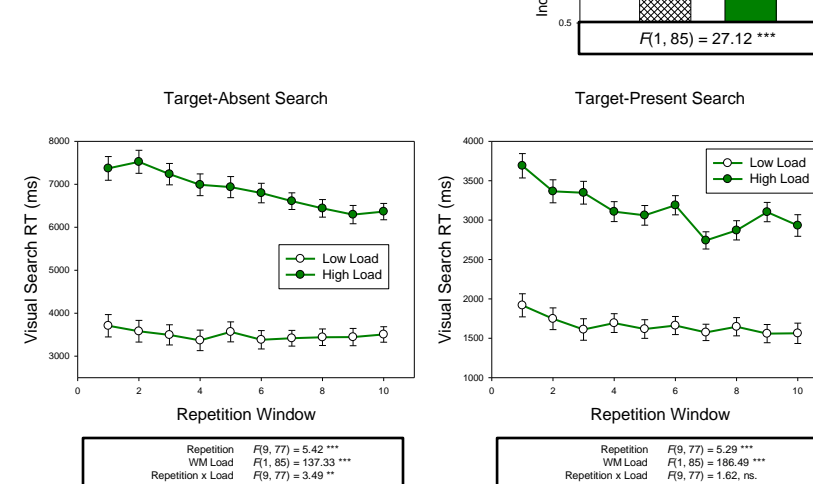 Inc
0.5
F(1, 85) = 27.12 ***
Target-Absent Search
Target-Present Search
8000
7000
6000
5000
4000
3000
Visual Search RT (ms)
Low Load
High Load
0 2 4 6 8 10
Repetition Window
4000
3500
3000
2500
2000
1500
1000
Visual Search RT (ms)
Low Load
High Load
0 2 4 6 8 10
Repetition Window
Repetition F(9, 77) = 5.42 ***
WM Load F(1, 85) = 137.33 ***
Repetition x Load F(9, 77) = 3.49 **
Repetition F(9, 77) = 5.29 ***
WM Load F(1, 85) = 186.49 ***
Repetition x Load F(9, 77) = 1.62, ns.